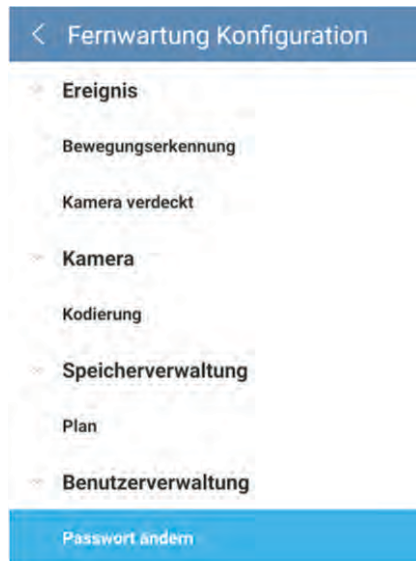 Fernwartung Konfiguration
Ereignis
Bewegungserkennung
Kamera verdeckt
Kamera
Kodierung
Speicherverwaltung
Plan
Benutzerverwaltung
Passwort ändern